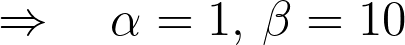 ⇒ α = 1, β = 10